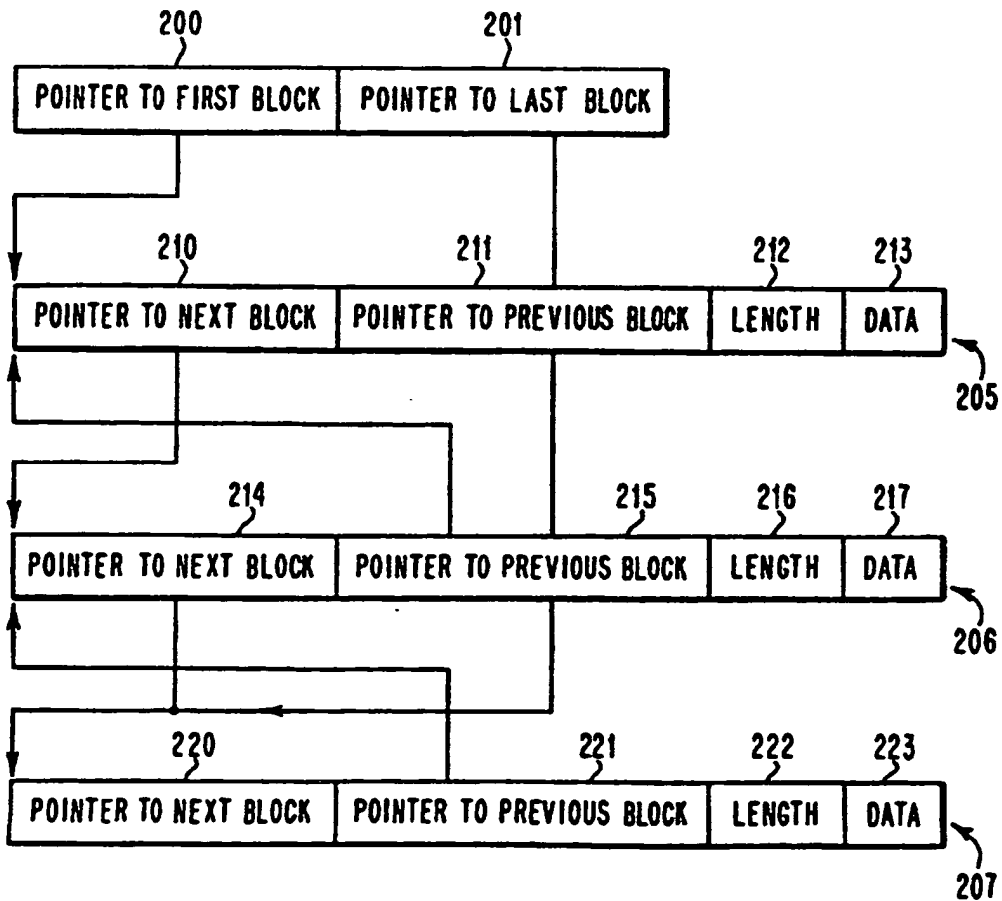 200 201
POINTER TO FIRST BLOCK POINTER TO LAST BLOCK
210 211 212 213
POINTER TO NEXT BLOCK POINTER TO PREVIOUS BLOCK LENGTH DATA
205
214 215 216 217
POINTER TO NEXT BLOCK POINTER TO PREVIOUS BLOCK LENGTH DATA
206
220 221 222 223
POINTER TO NEXT BLOCK POINTER TO PREVIOUS BLOCK LENGTH DATA
207